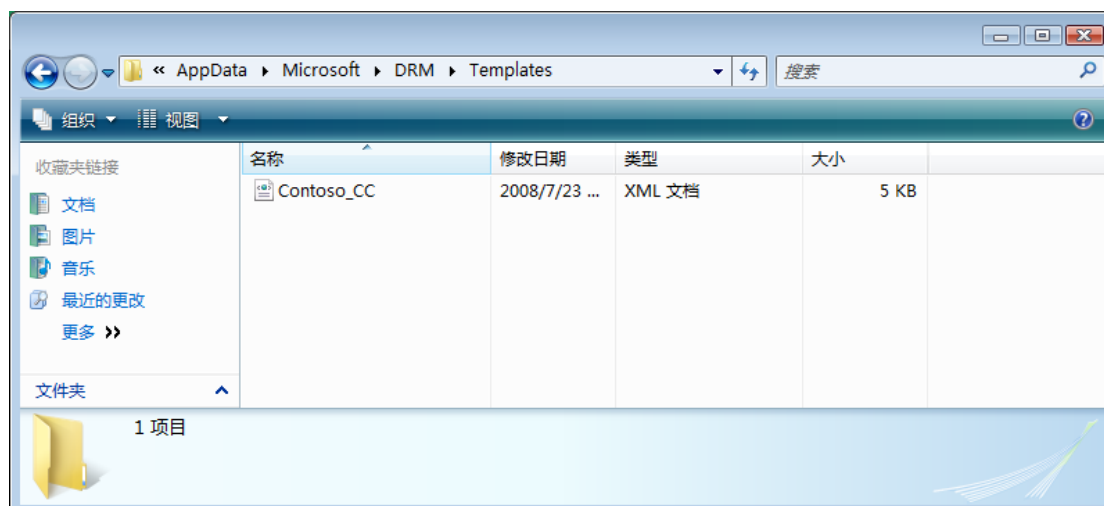 « AppData ▸ Microsoft ▸ DRM ▸ Templates
搜索
组织 视图
收藏夹链接
名称 修改日期 类型 大小
Contoso_CC 2008/7/23 ... XML 文档 5 KB
文档
图片
音乐
最近的更改
更多 »
文件夹
1 项目